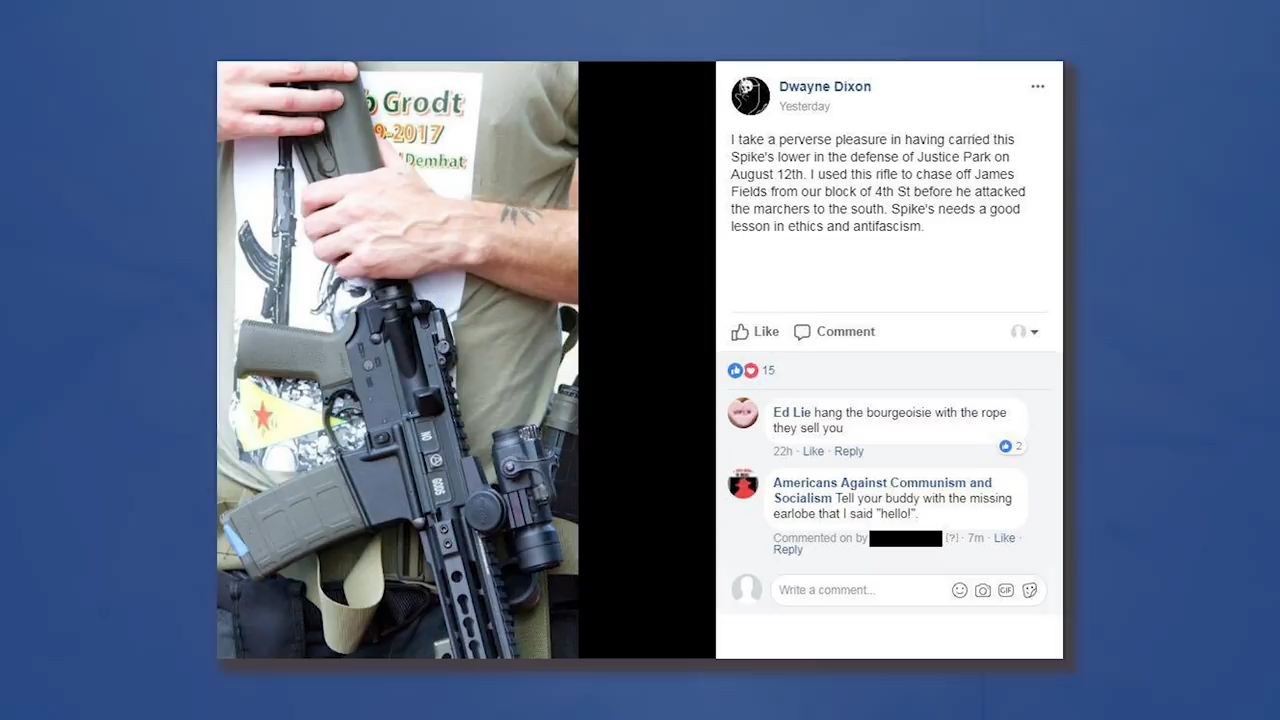 b Grodt
9-2017
Demhat
NO
GODS
Dwayne Dixon
Yesterday
I take a perverse pleasure in having carried this
Spike's lower in the defense of Justice Park on
August 12th. I used this rifle to chase off James
Fields from our block of 4th St before he attacked
the marchers to the south. Spike's needs a good
lesson in ethics and antifascism.
Like Comment
15
Ed Lie hang the bourgeoisie with the rope
they sell you
2
22h · Like · Reply
Americans Against Communism and
Socialism Tell your buddy with the missing
earlobe that I said "hello!".
Commented on by [?] · 7m · Like ·
Reply
Write a comment...
GIF